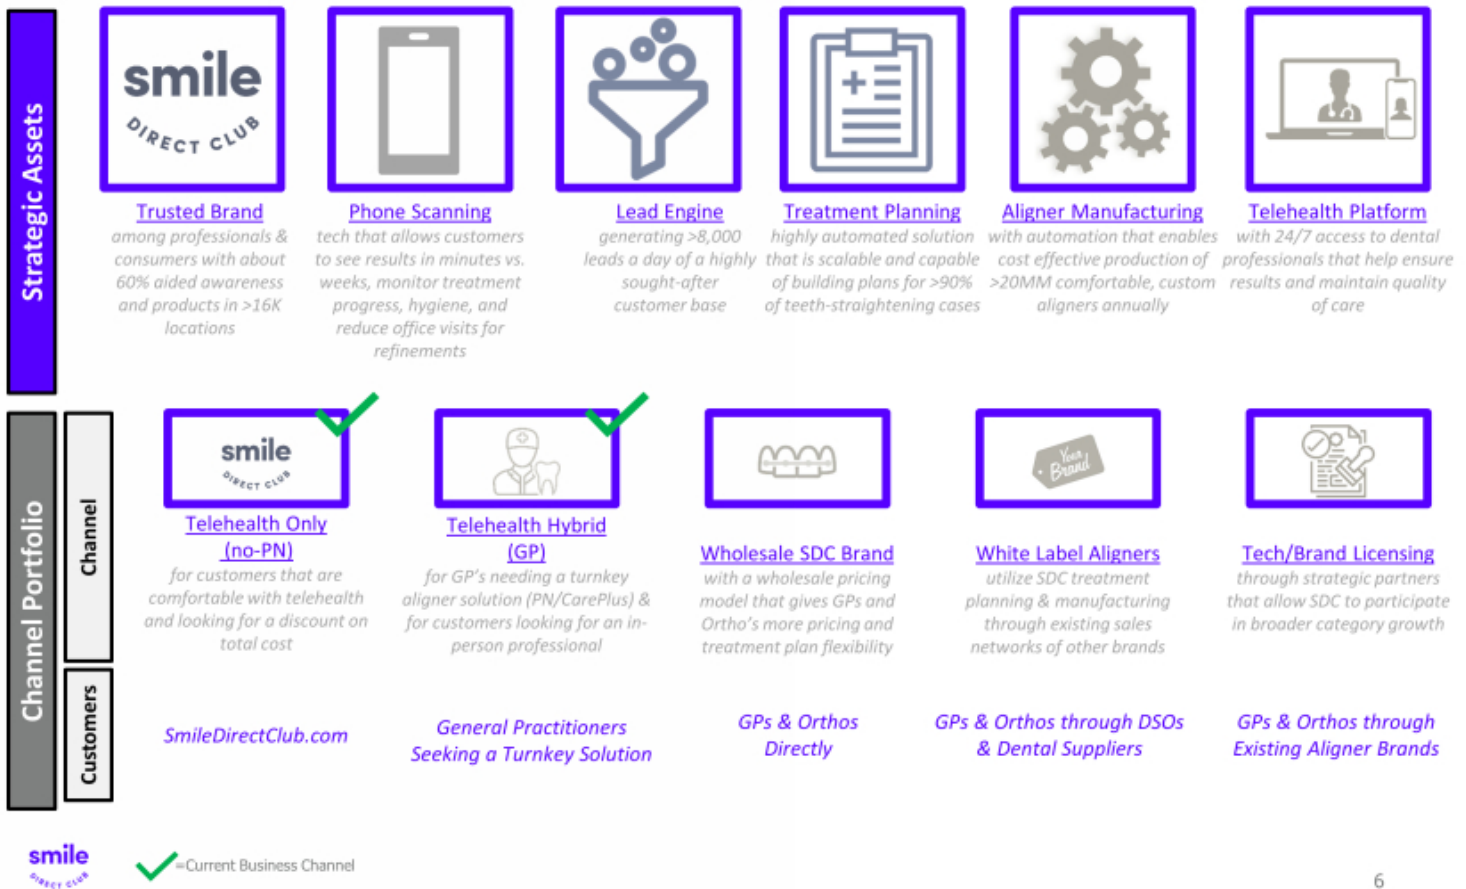 Strategic Assets
smile
DIRECT CLUB
Trusted Brand
among professionals &
consumers with about
60% aided awareness
and products in >16K
locations
Phone Scanning
tech that allows customers
to see results in minutes vs.
weeks, monitor treatment
progress, hygiene, and
reduce office visits for
refinements
Lead Engine
generating >8,000
leads a day of a highly
sought-after
customer base
Treatment Planning
highly automated solution
that is scalable and capable
of building plans for >90%
of teeth-straightening cases
Aligner Manufacturing
with automation that enables
cost effective production of
>20MM comfortable, custom
aligners annually
Telehealth Platform
with 24/7 access to dental
professionals that help ensure
results and maintain quality
of care
Channel Portfolio
Channel
smile
DIRECT CLUB
Telehealth Only
(no-PN)
for customers that are
comfortable with telehealth
and looking for a discount on
total cost
Telehealth Hybrid
(GP)
for GP's needing a turnkey
aligner solution (PN/CarePlus) &
for customers looking for an in-
person professional
Wholesale SDC Brand
with a wholesale pricing
model that gives GPs and
Ortho's more pricing and
treatment plan flexibility
Your
Brand
White Label Aligners
utilize SDC treatment
planning & manufacturing
through existing sales
networks of other brands
Tech/Brand Licensing
through strategic partners
that allow SDC to participate
in broader category growth
Customers
SmileDirectClub.com
General Practitioners
Seeking a Turnkey Solution
GPs & Orthos
Directly
GPs & Orthos through DSOs
& Dental Suppliers
GPs & Orthos through
Existing Aligner Brands
smile
DIRECT CLUB
=Current Business Channel
6